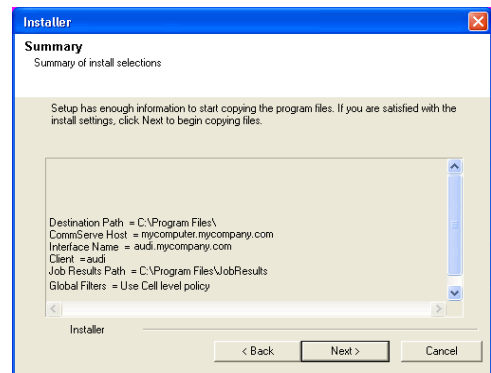 Installer
Summary
Summary of install selections
Setup has enough information to start copying the program files. If you are satisfied with the
install settings, click Next to begin copying files.
Destination Path = C:\Program Files\
CommServe Host = mycomputer.mycompany.com
Interface Name = audi.mycompany.com
Client =audi
Job Results Path = C:\Program Files\JobResults
Global Filters = Use Cell level policy
Installer
< Back Next > Cancel